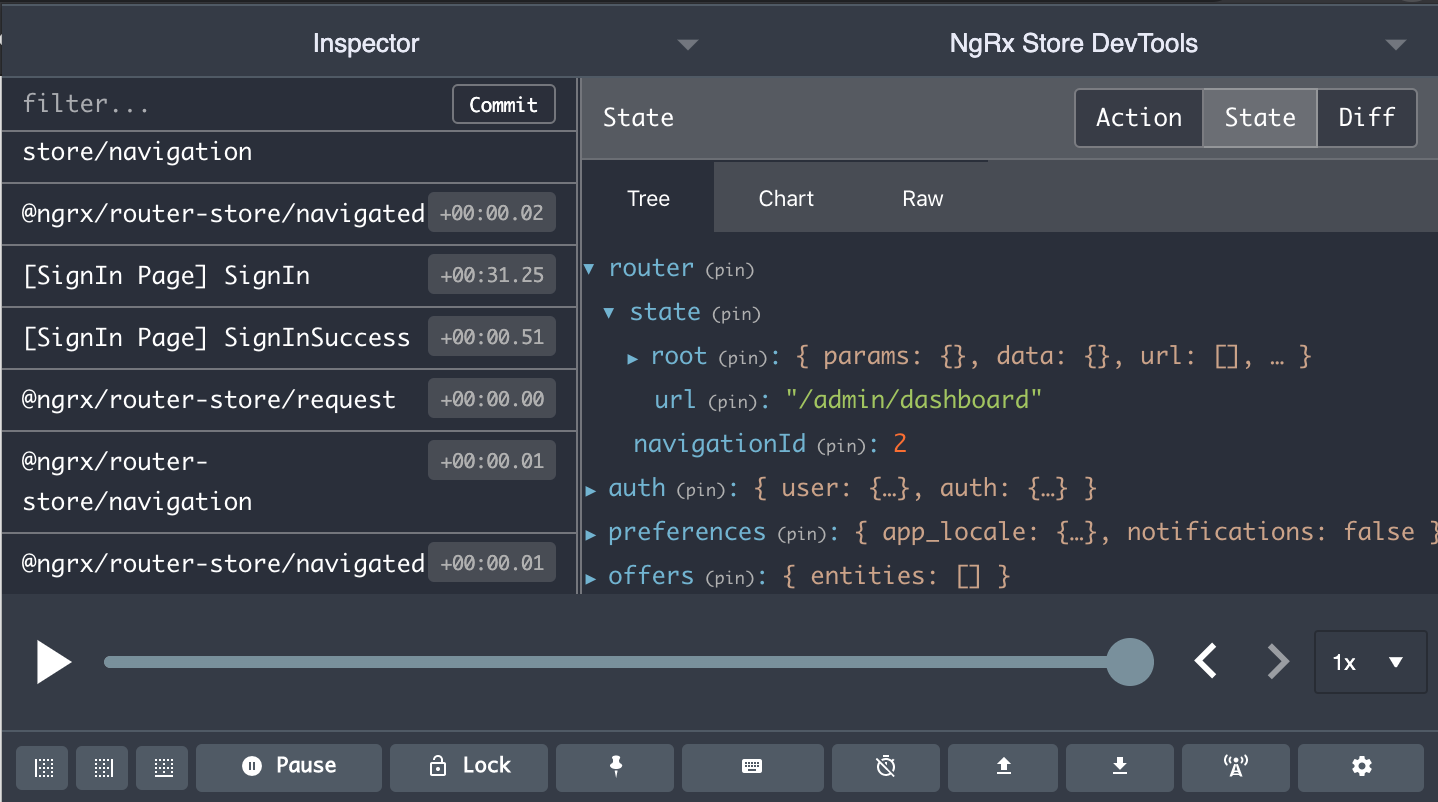 Inspector
NgRx Store DevTools
filter...
Commit
store/navigation
@ngrx/router-store/navigated
+00:00.02
[SignIn Page] SignIn
+00:31.25
[SignIn Page] SignInSuccess
+00:00.51
@ngrx/router-store/request
+00:00.00
@ngrx/router-
store/navigation
+00:00.01
@ngrx/router-store/navigated
+00:00.01
State
Action
State
Diff
Tree
Chart
Raw
router (pin)
state (pin)
root (pin): { params: {}, data: {}, url: [], … }
url (pin): "/admin/dashboard"
navigationId (pin): 2
auth (pin): { user: {…}, auth: {…} }
preferences (pin): { app_locale: {…}, notifications: false }
offers (pin): { entities: [] }
1x
Pause
Lock